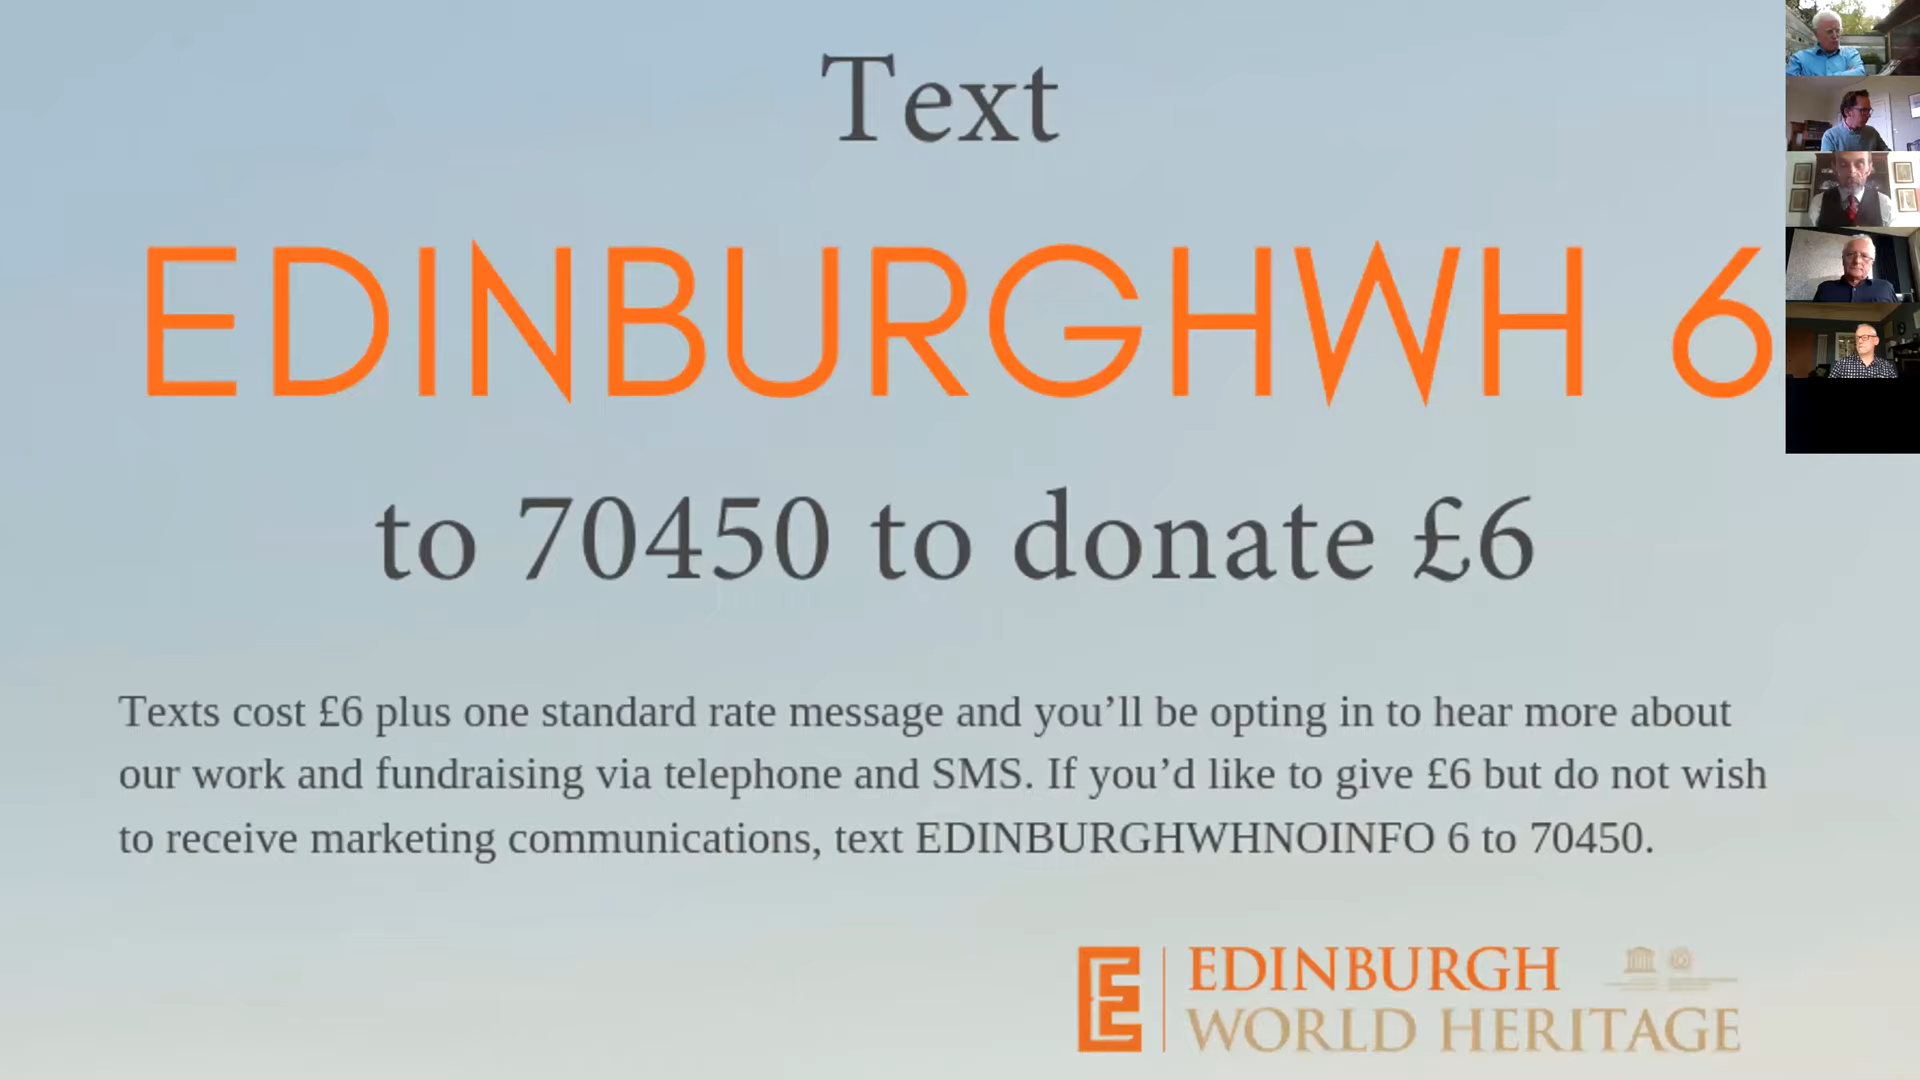 Text
EDINBURGHWH 6
to 70450 to donate £6
Texts cost £6 plus one standard rate message and you’ll be opting in to hear more about
our work and fundraising via telephone and SMS. If you’d like to give £6 but do not wish
to receive marketing communications, text EDINBURGHWHNOINFO 6 to 70450.
EDINBURGH
WORLD HERITAGE